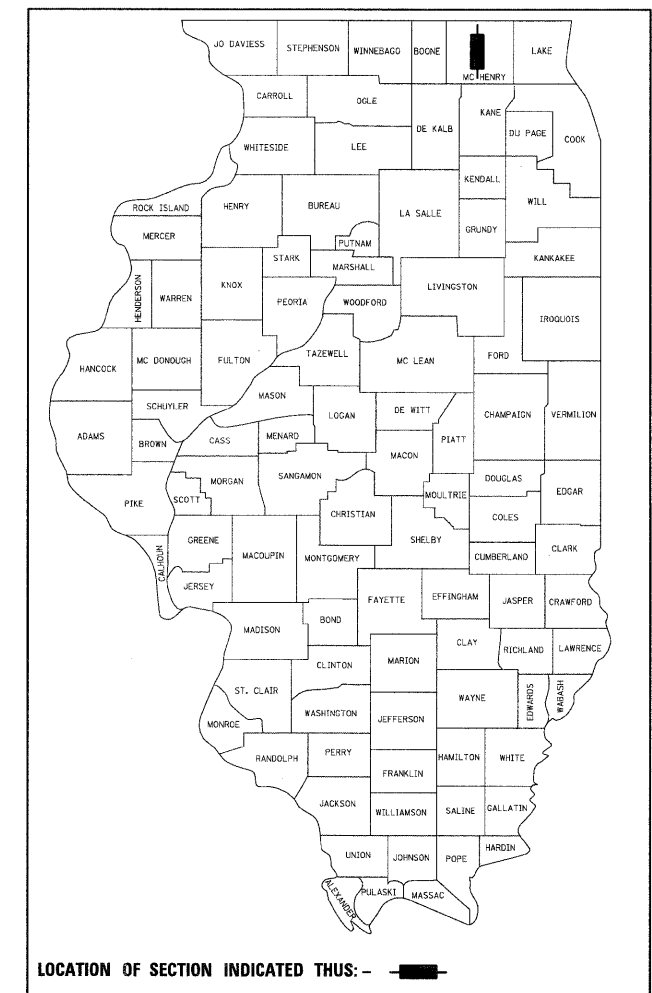 JO DAVIESS
STEPHENSON
WINNEBAGO
BOONE
MC HENRY
LAKE
CARROLL
OGLE
DE KALB
KANE
DU PAGE
COOK
WHITESIDE
LEE
KENDALL
WILL
ROCK ISLAND
HENRY
BUREAU
LA SALLE
GRUNDY
MERCER
PUTNAM
STARK
MARSHALL
KANKAKEE
HENDERSON
WARREN
KNOX
PEORIA
WOODFORD
LIVINGSTON
IROQUOIS
HANCOCK
MC DONOUGH
FULTON
TAZEWELL
MC LEAN
FORD
MASON
SCHUYLER
LOGAN
DE WITT
CHAMPAIGN
VERMILION
ADAMS
BROWN
CASS
MENARD
MACON
PIATT
PIKE
SCOTT
MORGAN
SANGAMON
CHRISTIAN
MOULTRIE
DOUGLAS
EDGAR
COLES
CALHOUN
GREENE
MACOUPIN
MONTGOMERY
SHELBY
CUMBERLAND
CLARK
JERSEY
FAYETTE
EFFINGHAM
JASPER
CRAWFORD
MADISON
BOND
CLAY
RICHLAND
LAWRENCE
CLINTON
MARION
ST. CLAIR
WAYNE
EDWARDS
WABASH
WASHINGTON
JEFFERSON
MONROE
RANDOLPH
PERRY
HAMILTON
WHITE
FRANKLIN
JACKSON
WILLIAMSON
SALINE
GALLATIN
UNION
JOHNSON
POPE
HARDIN
ALEXANDER
PULASKI
MASSAC
LOCATION OF SECTION INDICATED THUS: -